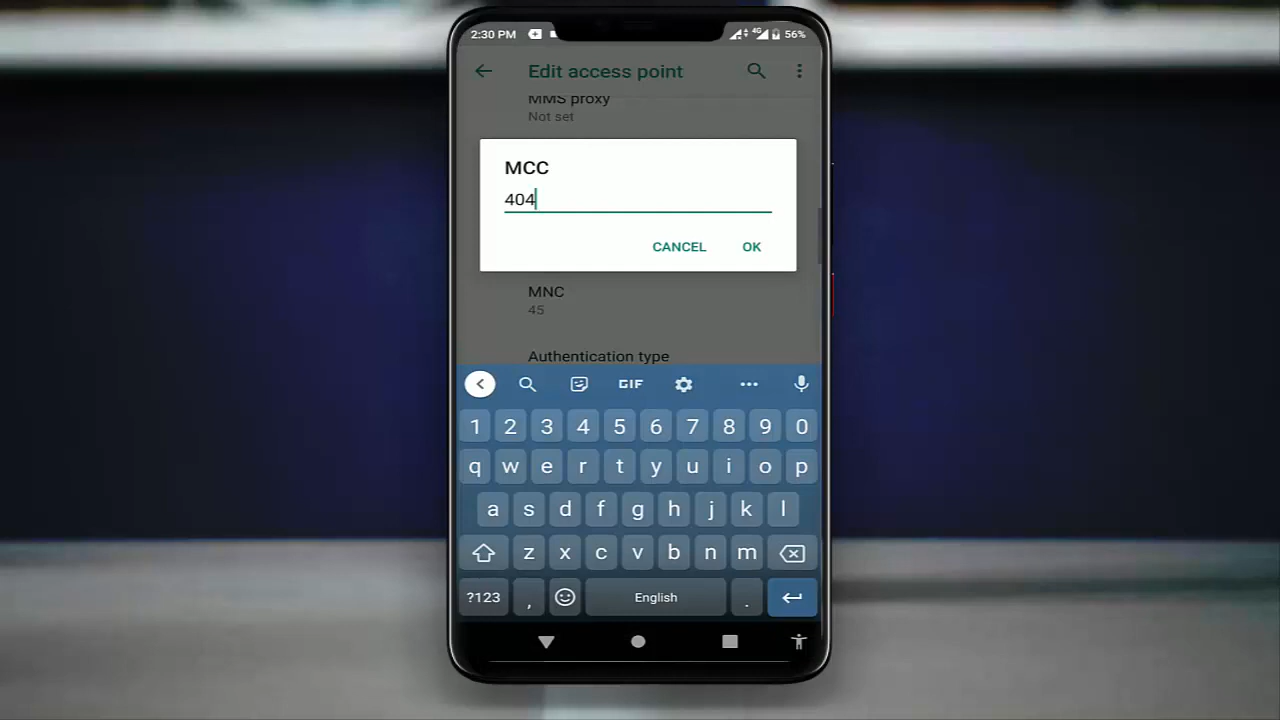 2:30 PM 4G 56%
Edit access point
MMS proxy
Not set
MCC
404
CANCEL OK
MNC
45
Authentication type
GIF
1 2 3 4 5 6 7 8 9 0
q w e r t y u i o p
a s d f g h j k l
z x c v b n m
?123 , English .